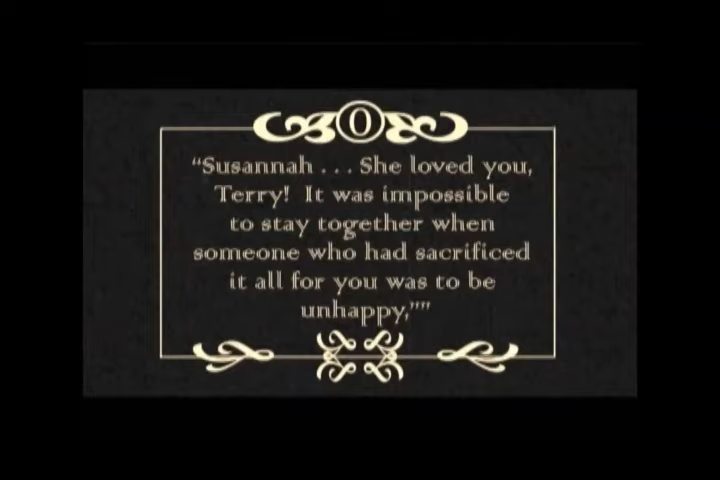 O
“Susannah . . . She loved you,
Terry! It was impossible
to stay together when
someone who had sacrificed
it all for you was to be
unhappy,””